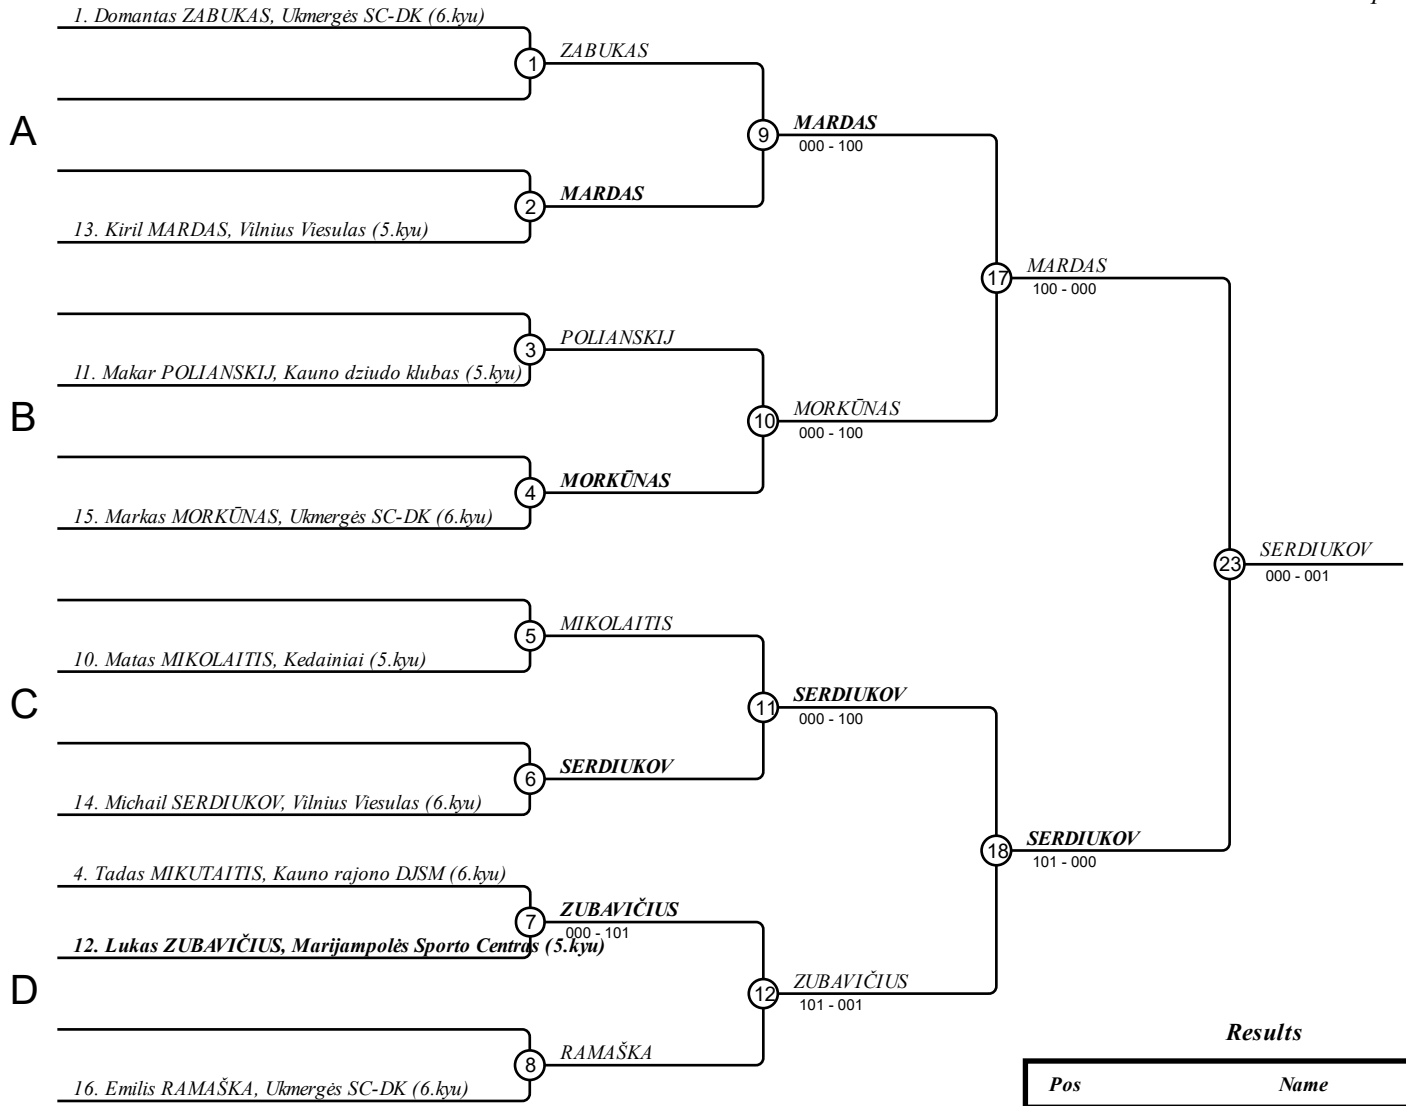 1. Domantas ZABUKAS, Ukmergės SC-DK (6.kyu)
1
ZABUKAS
A
9
MARDAS
000 - 100
2
MARDAS
13. Kiril MARDAS, Vilnius Viesulas (5.kyu)
17
MARDAS
100 - 000
3
POLIANSKIJ
11. Makar POLIANSKIJ, Kauno dziudo klubas (5.kyu)
B
10
MORKŪNAS
000 - 100
4
MORKŪNAS
15. Markas MORKŪNAS, Ukmergės SC-DK (6.kyu)
23
SERDIUKOV
000 - 001
5
MIKOLAITIS
10. Matas MIKOLAITIS, Kedainiai (5.kyu)
C
11
SERDIUKOV
000 - 100
6
SERDIUKOV
14. Michail SERDIUKOV, Vilnius Viesulas (6.kyu)
18
SERDIUKOV
101 - 000
4. Tadas MIKUTAITIS, Kauno rajono DJSM (6.kyu)
7
ZUBAVIČIUS
000 - 101
12. Lukas ZUBAVIČIUS, Marijampolės Sporto Centras (5.kyu)
D
12
ZUBAVIČIUS
101 - 001
8
RAMAŠKA
16. Emilis RAMAŠKA, Ukmergės SC-DK (6.kyu)
Results
Pos Name